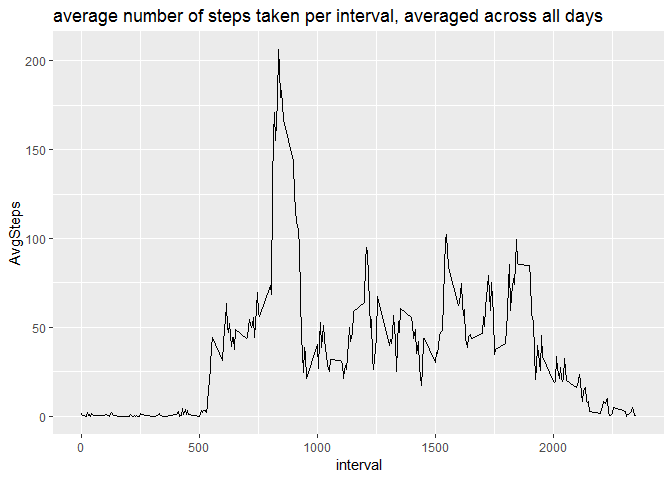 average number of steps taken per interval, averaged across all days
200
150
100
50
0
AvgSteps
0 500 1000 1500 2000
interval